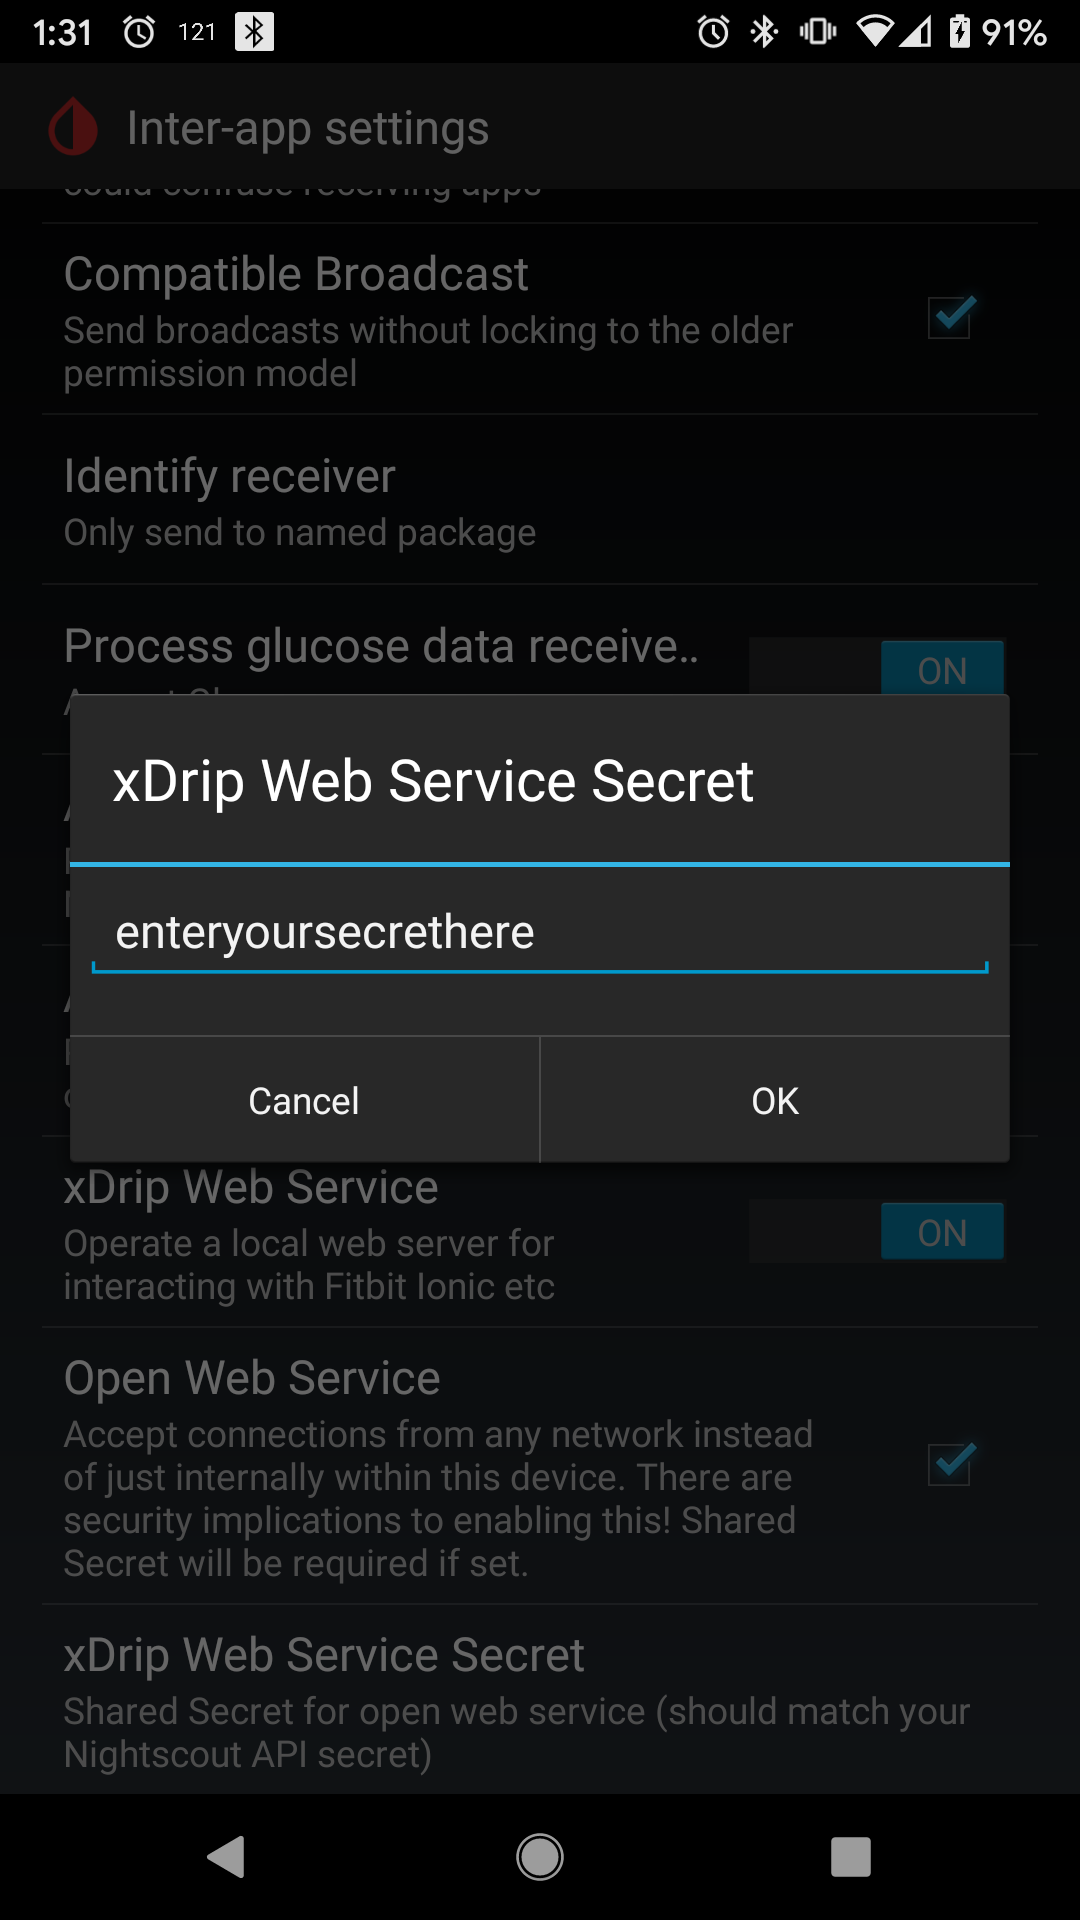 1:31 121 91%
Inter-app settings
could confuse receiving apps
Compatible Broadcast
Send broadcasts without locking to the older
permission model
Identify receiver
Only send to named package
Process glucose data receive..
ON
xDrip Web Service Secret
enteryoursecrethere
Cancel OK
xDrip Web Service
ON
Operate a local web server for
interacting with Fitbit Ionic etc
Open Web Service
Accept connections from any network instead
of just internally within this device. There are
security implications to enabling this! Shared
Secret will be required if set.
xDrip Web Service Secret
Shared Secret for open web service (should match your
Nightscout API secret)